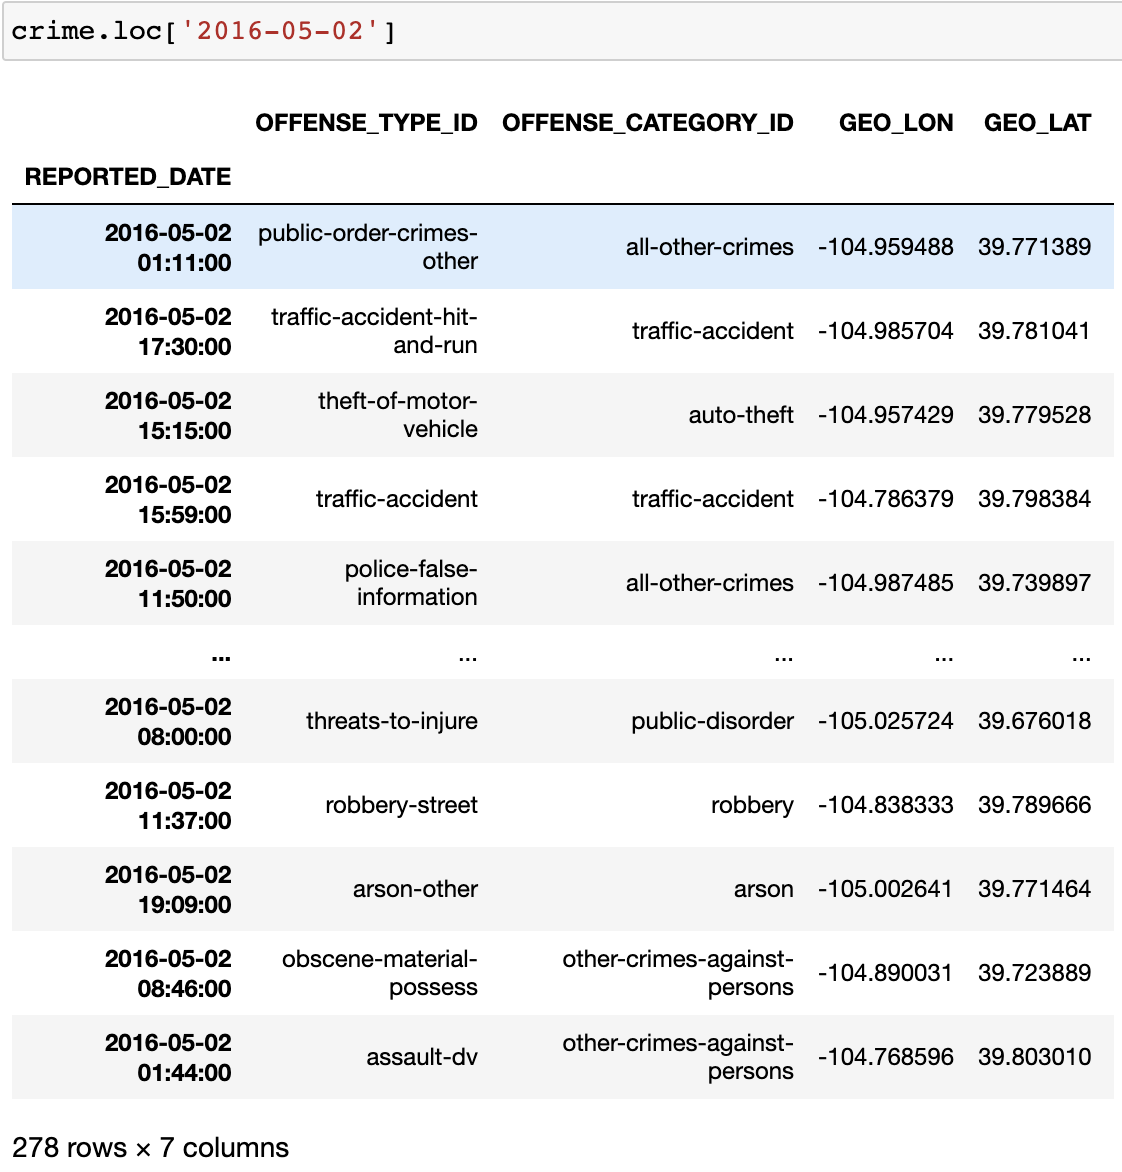 crime.loc['2016-05-02']
OFFENSE_TYPE_ID OFFENSE_CATEGORY_ID GEO_LON GEO_LAT
REPORTED_DATE
2016-05-02 01:11:00 public-order-crimes-other all-other-crimes -104.959488 39.771389
2016-05-02 17:30:00 traffic-accident-hit-and-run traffic-accident -104.985704 39.781041
2016-05-02 15:15:00 theft-of-motor-vehicle auto-theft -104.957429 39.779528
2016-05-02 15:59:00 traffic-accident traffic-accident -104.786379 39.798384
2016-05-02 11:50:00 police-false-information all-other-crimes -104.987485 39.739897
... ... ... ... ...
2016-05-02 08:00:00 threats-to-injure public-disorder -105.025724 39.676018
2016-05-02 11:37:00 robbery-street robbery -104.838333 39.789666
2016-05-02 19:09:00 arson-other arson -105.002641 39.771464
2016-05-02 08:46:00 obscene-material-possess other-crimes-against-persons -104.890031 39.723889
2016-05-02 01:44:00 assault-dv other-crimes-against-persons -104.768596 39.803010
278 rows × 7 columns